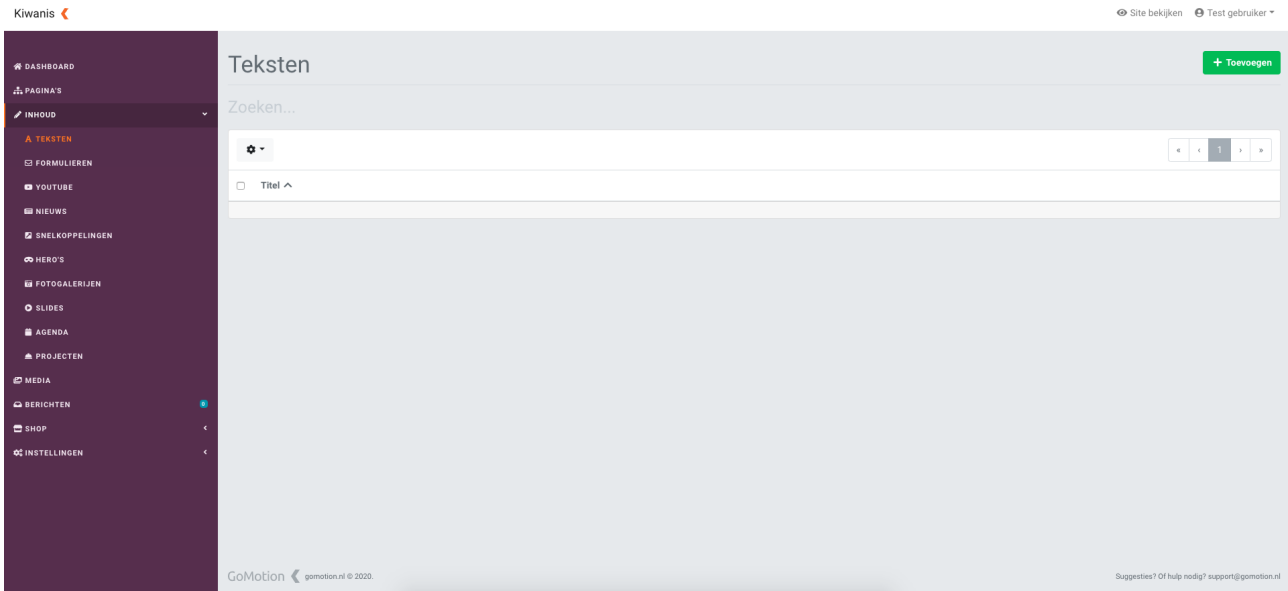 Kiwanis
Site bekijken
Test gebruiker
DASHBOARD
PAGINA'S
INHOUD
TEKSTEN
FORMULIEREN
YOUTUBE
NIEUWS
SNELKOPPELINGEN
HERO'S
FOTOGALERIJEN
SLIDES
AGENDA
PROJECTEN
MEDIA
BERICHTEN 0
SHOP
INSTELLINGEN
Teksten
+ Toevoegen
Zoeken...
« ‹ 1 › »
Titel
GoMotion gomotion.nl © 2020.
Suggesties? Of hulp nodig? support@gomotion.nl